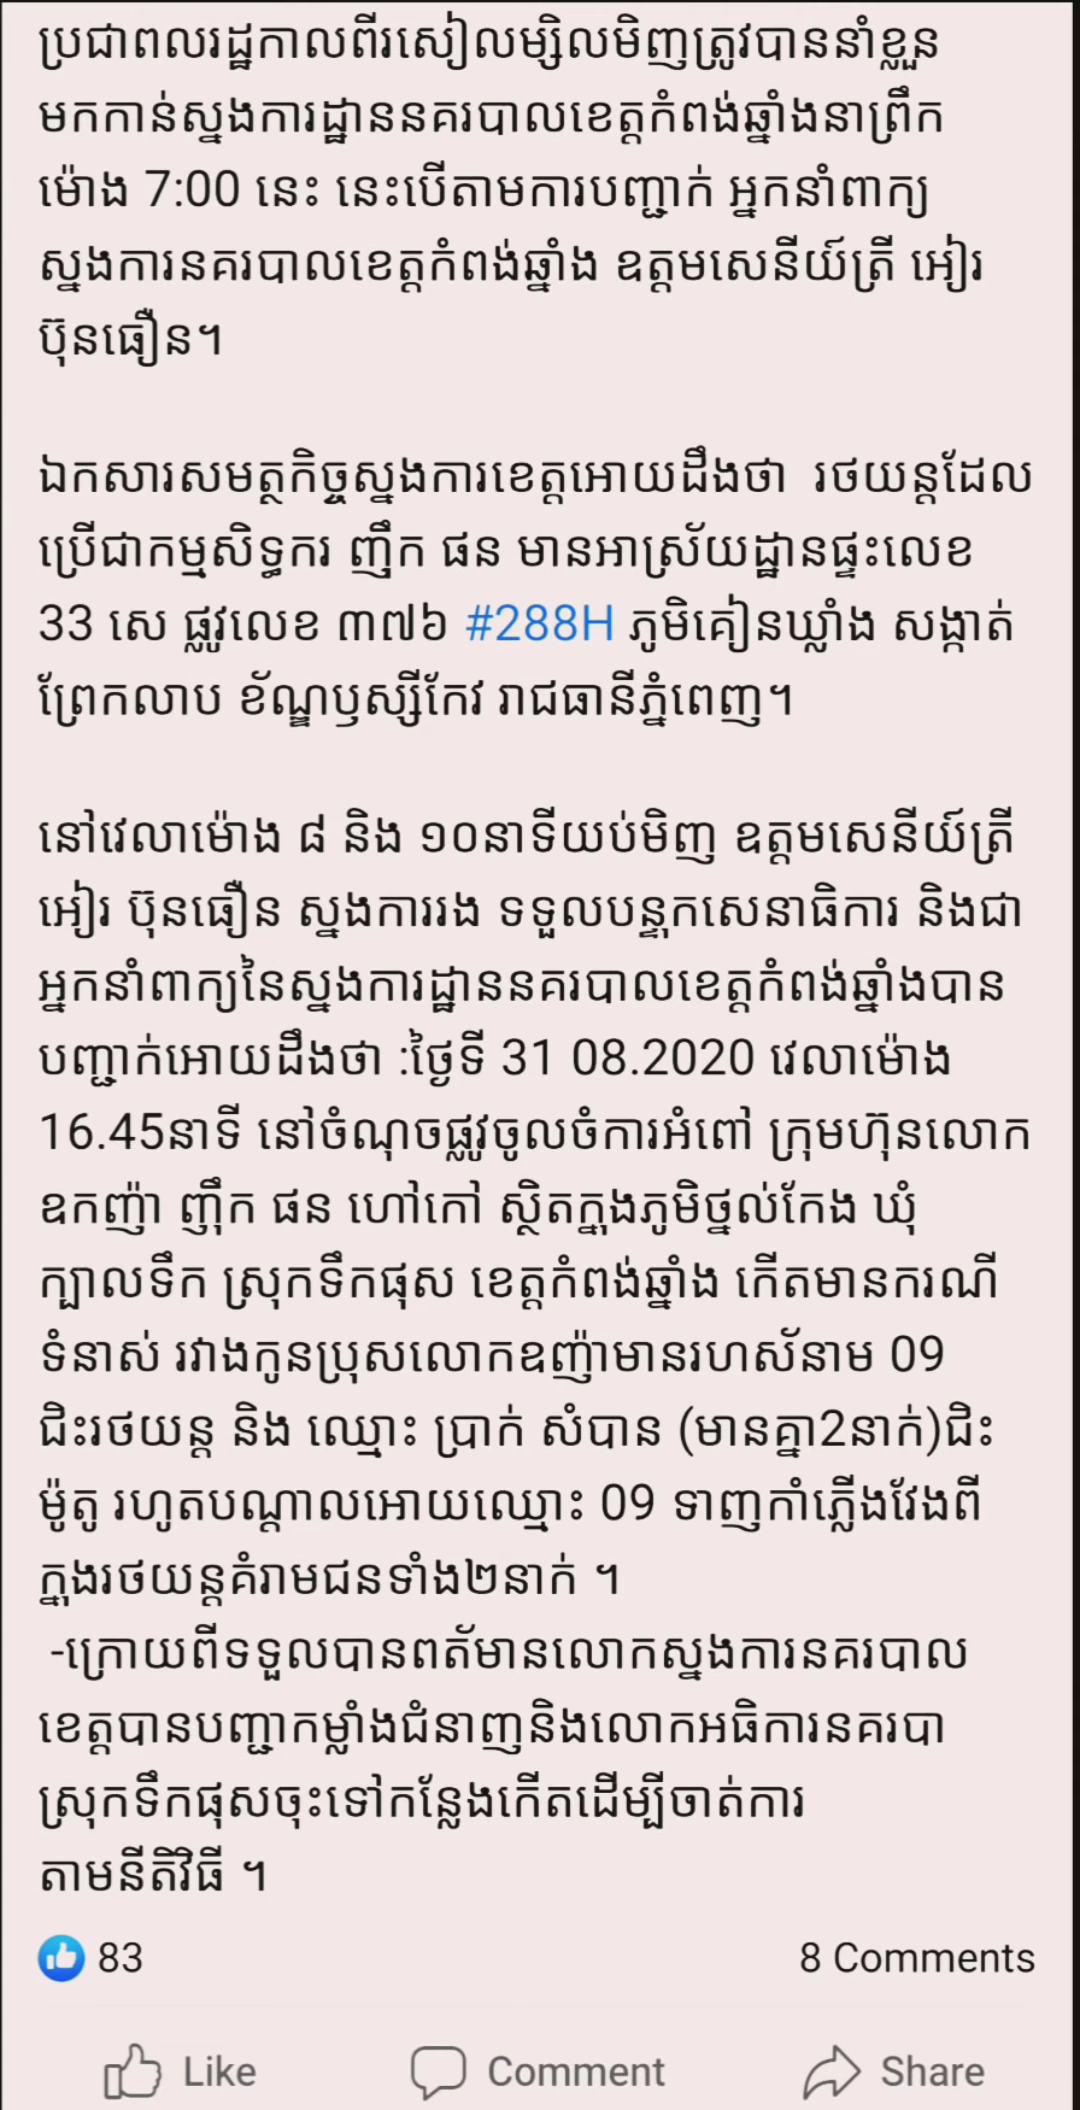 ប្រជាពលរដ្ឋកាលពីរសៀលម្សិលមិញត្រូវបាននាំខ្លួន
មកកាន់ស្នងការដ្ឋាននគរបាលខេត្តកំពង់ឆ្នាំងនាព្រឹក
ម៉ោង 7:00 នេះ នេះបើតាមការបញ្ជាក់ អ្នកនាំពាក្យ
ស្នងការនគរបាលខេត្តកំពង់ឆ្នាំង ឧត្តមសេនីយ៍ត្រី អៀរ
ប៊ុនធឿន។
ឯកសារសមត្ថកិច្ចស្នងការខេត្តអោយដឹងថា រថយន្តដែល
ប្រើជាកម្មសិទ្ធករ ញ៉ឹក ផន មានអាស្រ័យដ្ឋានផ្ទះលេខ
33 សេ ផ្លូវលេខ ៣៧៦ #288H ភូមិគៀនឃ្លាំង សង្កាត់
ព្រែកលាប ខ័ណ្ឌឫស្សីកែវ រាជធានីភ្នំពេញ។
នៅវេលាម៉ោង ៨ និង ១០នាទីយប់មិញ ឧត្តមសេនីយ៍ត្រី
អៀរ ប៊ុនធឿន ស្នងការរង ទទួលបន្ទុកសេនាធិការ និងជា
អ្នកនាំពាក្យនៃស្នងការដ្ឋាននគរបាលខេត្តកំពង់ឆ្នាំងបាន
បញ្ជាក់អោយដឹងថា :ថ្ងៃទី 31 08.2020 វេលាម៉ោង
16.45នាទី នៅចំណុចផ្លូវចូលចំការអំពៅ ក្រុមហ៊ុនលោក
ឧកញ៉ា ញ៉ឹក ផន ហៅកៅ ស្ថិតក្នុងភូមិថ្នល់កែង ឃុំ
ក្បាលទឹក ស្រុកទឹកផុស ខេត្តកំពង់ឆ្នាំង កើតមានករណី
ទំនាស់ រវាងកូនប្រុសលោកឧញ៉ាមានរហស័នាម 09
ជិះរថយន្ត និង ឈ្មោះ ប្រាក់ សំបាន (មានគ្នា2នាក់)ជិះ
ម៉ូតូ រហូតបណ្តាលអោយឈ្មោះ 09 ទាញកាំភ្លើងវែងពី
ក្នុងរថយន្តគំរាមជនទាំង២នាក់ ។
-ក្រោយពីទទួលបានពត័មានលោកស្នងការនគរបាល
ខេត្តបានបញ្ជាកម្លាំងជំនាញនិងលោកអធិការនគរបា
ស្រុកទឹកផុសចុះទៅកន្លែងកើតដើម្បីចាត់ការ
តាមនីតិវិធី ។
83 8 Comments
Like Comment Share